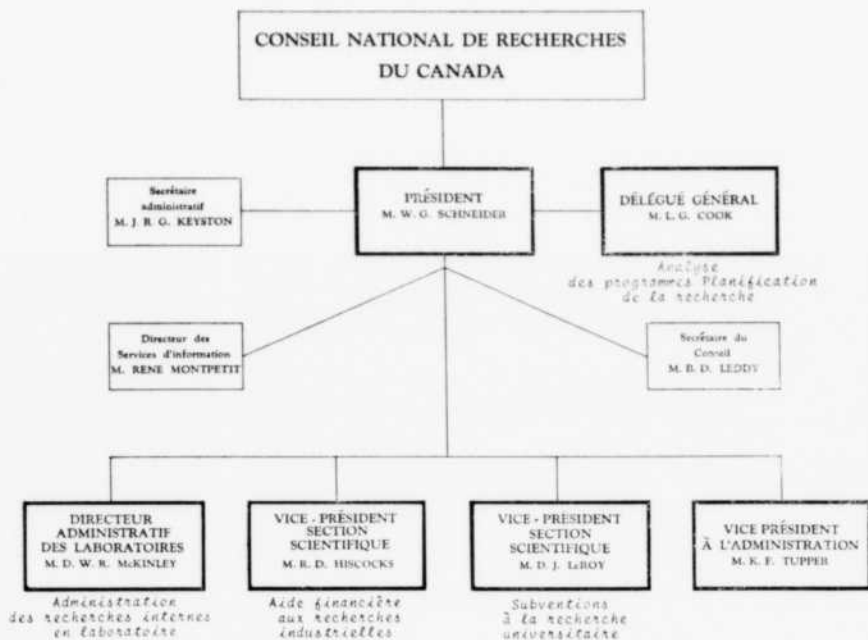 CONSEIL NATIONAL DE RECHERCHES
DU CANADA
Secrétaire
administratif
M. J. R. G. KEYSTON
PRÉSIDENT
M. W. G. SCHNEIDER
DÉLÉGUÉ GÉNÉRAL
M. L. G. COOK
Analyse
des programmes Planification
de la recherche
Directeur des
Services d'information
M. RENE MONTPETIT
Secrétaire du
Conseil
M. B. D. LEDDY
DIRECTEUR
ADMINISTRATIF
DES LABORATOIRES
M. D. W. R. McKINLEY
Administration
des recherches internes
en laboratoire
VICE - PRÉSIDENT
SECTION
SCIENTIFIQUE
M. R. D. HISCOCKS
Aide financière
aux recherches
industrielles
VICE - PRÉSIDENT
SECTION
SCIENTIFIQUE
M. D. J. LeROY
Subventions
à la recherche
universitaire
VICE PRÉSIDENT
À L'ADMINISTRATION
M. K. F. TUPPER